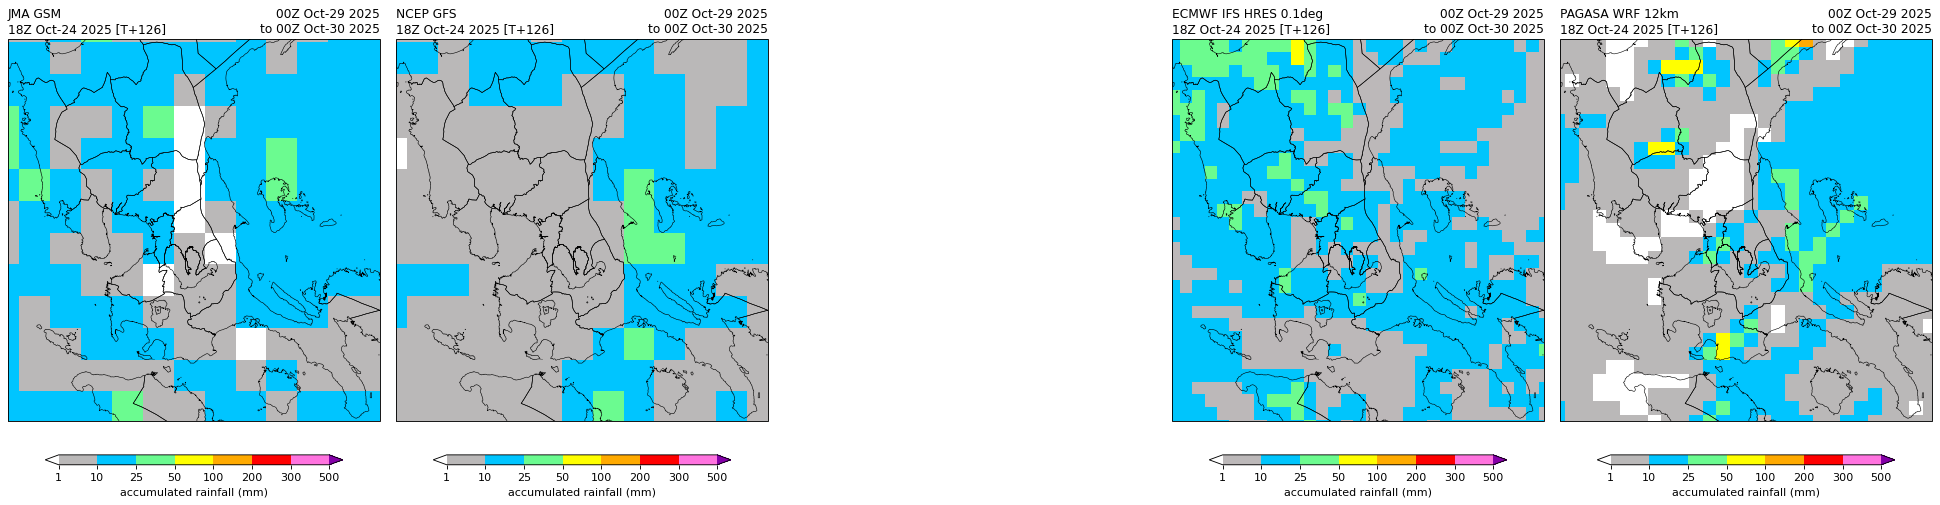 JMA GSM 00Z Oct-29 2025
18Z Oct-24 2025 [T+126] to 00Z Oct-30 2025
1 10 25 50 100 200 300 500
accumulated rainfall (mm)
NCEP GFS 00Z Oct-29 2025
18Z Oct-24 2025 [T+126] to 00Z Oct-30 2025
1 10 25 50 100 200 300 500
accumulated rainfall (mm)
ECMWF IFS HRES 0.1deg 00Z Oct-29 2025
18Z Oct-24 2025 [T+126] to 00Z Oct-30 2025
1 10 25 50 100 200 300 500
accumulated rainfall (mm)
PAGASA WRF 12km 00Z Oct-29 2025
18Z Oct-24 2025 [T+126] to 00Z Oct-30 2025
1 10 25 50 100 200 300 500
accumulated rainfall (mm)